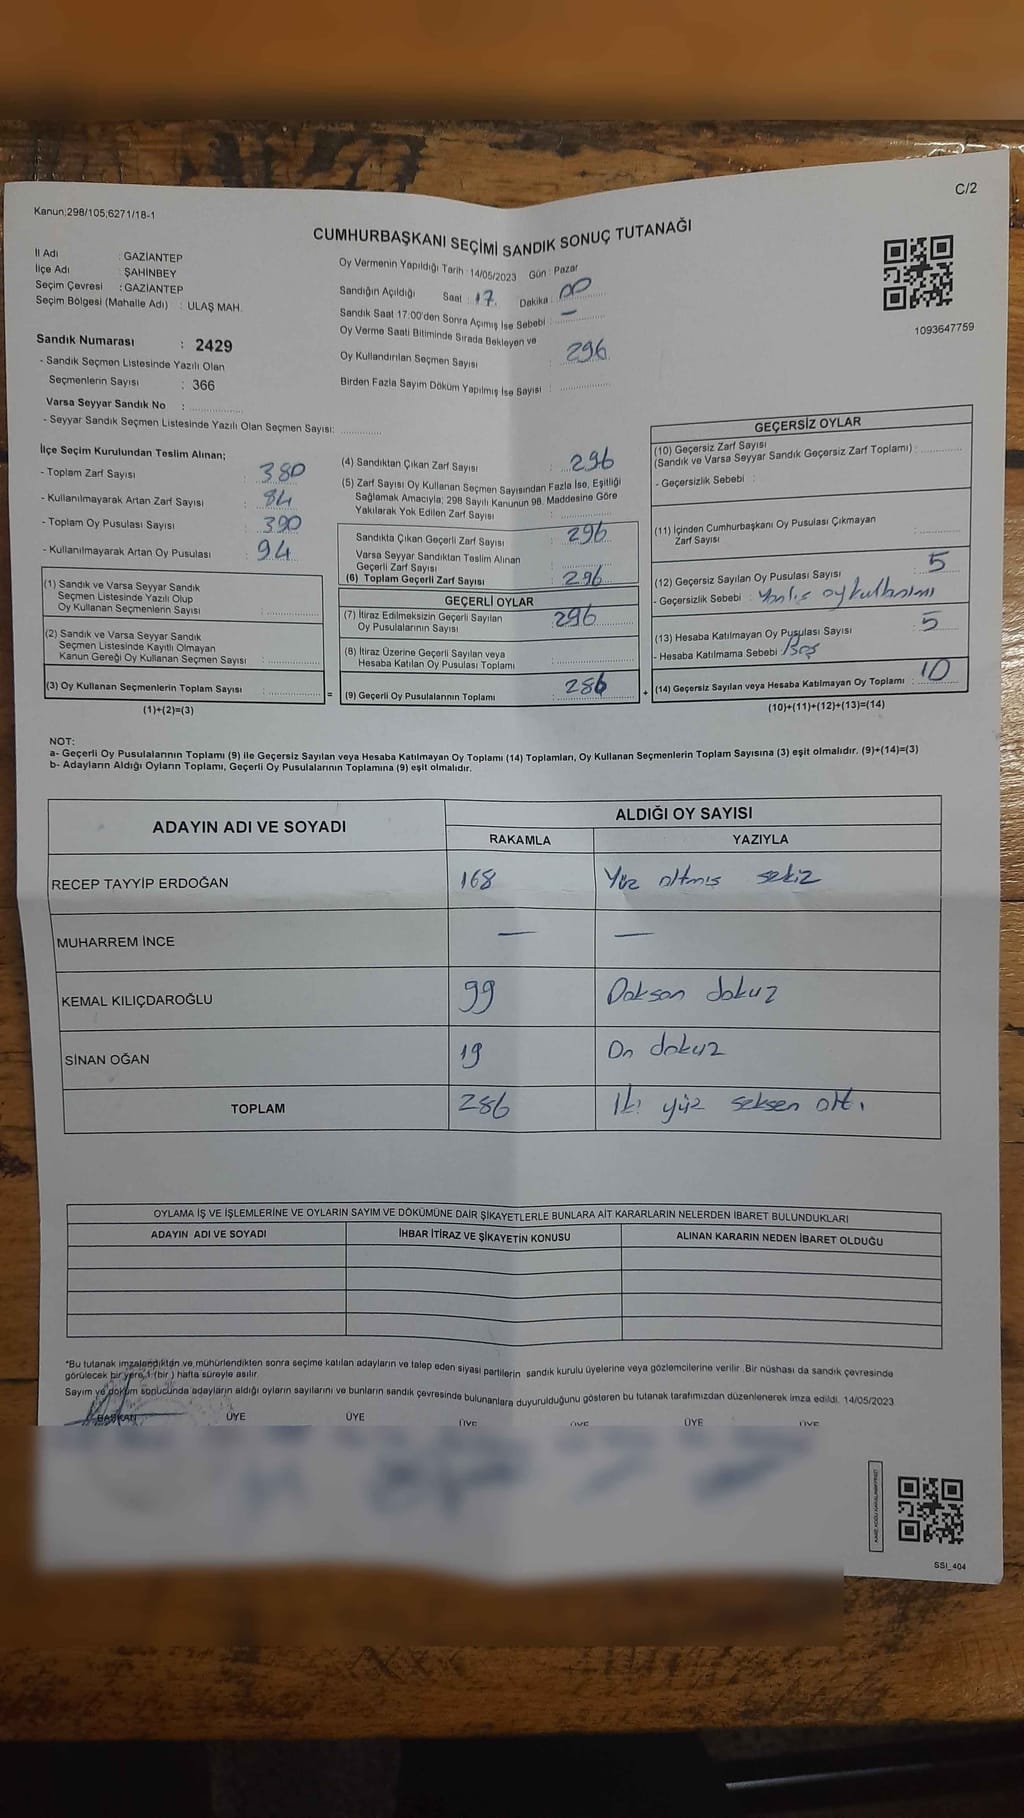 C/2
Kanun;298/105;6271/18-1
CUMHURBAŞKANI SEÇİMİ SANDIK SONUÇ TUTANAĞI
İl Adı : GAZİANTEP
İlçe Adı : ŞAHİNBEY
Seçim Çevresi : GAZİANTEP
Seçim Bölgesi (Mahalle Adı) : ULAŞ MAH.
Sandık Numarası : 2429
- Sandık Seçmen Listesinde Yazılı Olan
Seçmenlerin Sayısı : 366
Varsa Seyyar Sandık No :
- Seyyar Sandık Seçmen Listesinde Yazılı Olan Seçmen Sayısı:
Oy Vermenin Yapıldığı Tarih : 14/05/2023 Gün : Pazar
Sandığın Açıldığı Saat : 17 Dakika : 00
Sandık Saat 17:00'den Sonra Açımış İse Sebebi : —
Oy Verme Saati Bitiminde Sırada Bekleyen ve
Oy Kullandırılan Seçmen Sayısı : 296
Birden Fazla Sayım Döküm Yapılmış İse Sayısı :
1093647759
İlçe Seçim Kurulundan Teslim Alınan;
- Toplam Zarf Sayısı : 380
- Kullanılmayarak Artan Zarf Sayısı : 84
- Toplam Oy Pusulası Sayısı : 390
- Kullanılmayarak Artan Oy Pusulası : 94
(1) Sandık ve Varsa Seyyar Sandık
Seçmen Listesinde Yazılı Olup
Oy Kullanan Seçmenlerin Sayısı :
(2) Sandık ve Varsa Seyyar Sandık
Seçmen Listesinde Kayıtlı Olmayan
Kanun Gereği Oy Kullanan Seçmen Sayısı :
(3) Oy Kullanan Seçmenlerin Toplam Sayısı : =
(1)+(2)=(3)
(4) Sandıktan Çıkan Zarf Sayısı : 296
(5) Zarf Sayısı Oy Kullanan Seçmen Sayısından Fazla İse, Eşitliği
Sağlamak Amacıyla; 298 Sayılı Kanunun 98. Maddesine Göre
Yakılarak Yok Edilen Zarf Sayısı :
Sandıkta Çıkan Geçerli Zarf Sayısı : 296
Varsa Seyyar Sandıktan Teslim Alınan
Geçerli Zarf Sayısı :
(6) Toplam Geçerli Zarf Sayısı : 296
GEÇERLİ OYLAR
(7) İtiraz Edilmeksizin Geçerli Sayılan
Oy Pusulalarının Sayısı : 296
(8) İtiraz Üzerine Geçerli Sayılan veya
Hesaba Katılan Oy Pusulası Toplamı :
(9) Geçerli Oy Pusulalarının Toplamı : 286 +
GEÇERSİZ OYLAR
(10) Geçersiz Zarf Sayısı
(Sandık ve Varsa Seyyar Sandık Geçersiz Zarf Toplamı) :
- Geçersizlik Sebebi :
(11) İçinden Cumhurbaşkanı Oy Pusulası Çıkmayan
Zarf Sayısı :
(12) Geçersiz Sayılan Oy Pusulası Sayısı : 5
- Geçersizlik Sebebi : Yanlış oy kullanımı
(13) Hesaba Katılmayan Oy Pusulası Sayısı : 5
- Hesaba Katılmama Sebebi : Boş
(14) Geçersiz Sayılan veya Hesaba Katılmayan Oy Toplamı : 10
(10)+(11)+(12)+(13)=(14)
NOT:
a- Geçerli Oy Pusulalarının Toplamı (9) ile Geçersiz Sayılan veya Hesaba Katılmayan Oy Toplamı (14) Toplamları, Oy Kullanan Seçmenlerin Toplam Sayısına (3) eşit olmalıdır. (9)+(14)=(3)
b- Adayların Aldığı Oyların Toplamı, Geçerli Oy Pusulalarının Toplamına (9) eşit olmalıdır.
ADAYIN ADI VE SOYADI ALDIĞI OY SAYISI
RAKAMLA YAZIYLA
RECEP TAYYİP ERDOĞAN 168 Yüz altmış sekiz
MUHARREM İNCE — —
KEMAL KILIÇDAROĞLU 99 Doksan dokuz
SİNAN OĞAN 19 On dokuz
TOPLAM 286 İki yüz seksen altı
OYLAMA İŞ VE İŞLEMLERİNE VE OYLARIN SAYIM VE DÖKÜMÜNE DAİR ŞİKAYETLERLE BUNLARA AİT KARARLARIN NELERDEN İBARET BULUNDUKLARI
ADAYIN ADI VE SOYADI İHBAR İTİRAZ VE ŞİKAYETİN KONUSU ALINAN KARARIN NEDEN İBARET OLDUĞU
*Bu tutanak imzalandıktan ve mühürlendikten sonra seçime katılan adayların ve talep eden siyasi partilerin sandık kurulu üyelerine veya gözlemcilerine verilir. Bir nüshası da sandık çevresinde
görülecek bir yere 1 (bir ) hafta süreyle asılır.
Sayım ve döküm sonucunda adayların aldığı oyların sayılarını ve bunların sandık çevresinde bulunanlara duyurulduğunu gösteren bu tutanak tarafımızdan düzenlenerek imza edildi. 14/05/2023
BAŞKAN ÜYE ÜYE ÜYE ÜYE ÜYE ÜYE
SSI_404